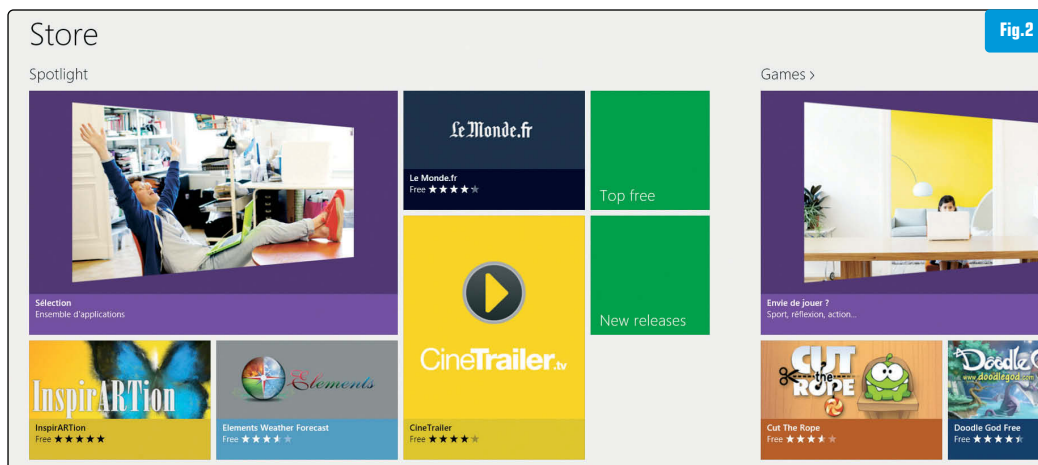 Store
Fig.2
Spotlight
Sélection
Ensemble d'applications
InspirARTion
InspirARTion
Free
Elements
Elements Weather Forecast
Free
Le Monde.fr
Le Monde.fr
Free
CineTrailer.tv
CineTrailer
Free
Top free
New releases
Games >
Envie de jouer ?
Sport, réflexion, action...
CUT
the
ROPE
Cut The Rope
Free
Doodle G
www.doodlegod.com
Doodle God Free
Free